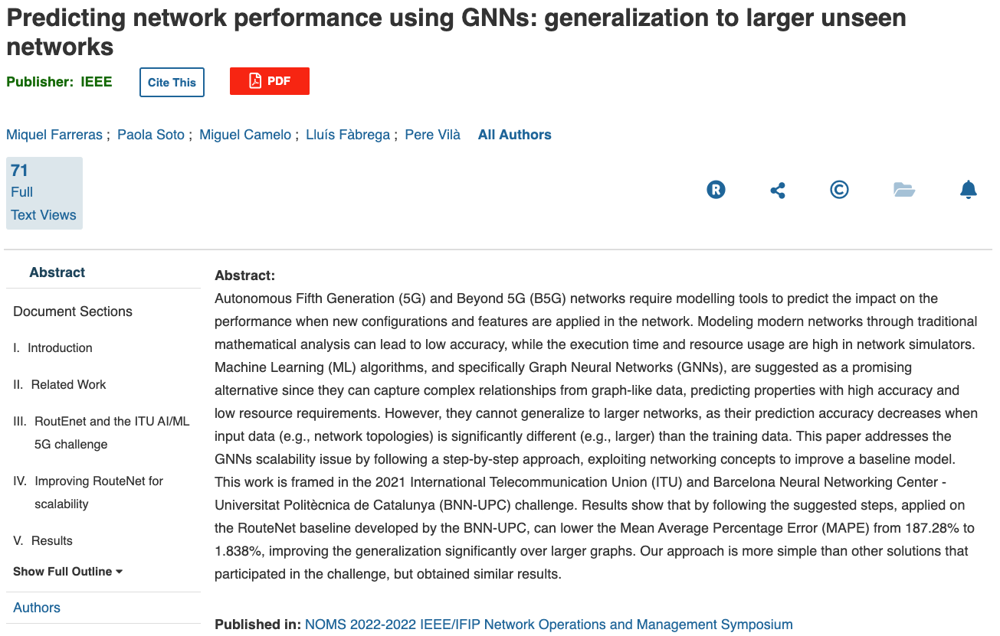 Predicting network performance using GNNs: generalization to larger unseen
networks
Publisher: IEEE
Cite This
PDF
Miquel Farreras ; Paola Soto ; Miguel Camelo ; Lluís Fàbrega ; Pere Vilà All Authors
71
Full
Text Views
R
©
Abstract
Document Sections
I. Introduction
II. Related Work
III. RoutEnet and the ITU AI/ML
5G challenge
IV. Improving RouteNet for
scalability
V. Results
Show Full Outline
Authors
Abstract:
Autonomous Fifth Generation (5G) and Beyond 5G (B5G) networks require modelling tools to predict the impact on the
performance when new configurations and features are applied in the network. Modeling modern networks through traditional
mathematical analysis can lead to low accuracy, while the execution time and resource usage are high in network simulators.
Machine Learning (ML) algorithms, and specifically Graph Neural Networks (GNNs), are suggested as a promising
alternative since they can capture complex relationships from graph-like data, predicting properties with high accuracy and
low resource requirements. However, they cannot generalize to larger networks, as their prediction accuracy decreases when
input data (e.g., network topologies) is significantly different (e.g., larger) than the training data. This paper addresses the
GNNs scalability issue by following a step-by-step approach, exploiting networking concepts to improve a baseline model.
This work is framed in the 2021 International Telecommunication Union (ITU) and Barcelona Neural Networking Center -
Universitat Politècnica de Catalunya (BNN-UPC) challenge. Results show that by following the suggested steps, applied on
the RouteNet baseline developed by the BNN-UPC, can lower the Mean Average Percentage Error (MAPE) from 187.28% to
1.838%, improving the generalization significantly over larger graphs. Our approach is more simple than other solutions that
participated in the challenge, but obtained similar results.
Published in: NOMS 2022-2022 IEEE/IFIP Network Operations and Management Symposium